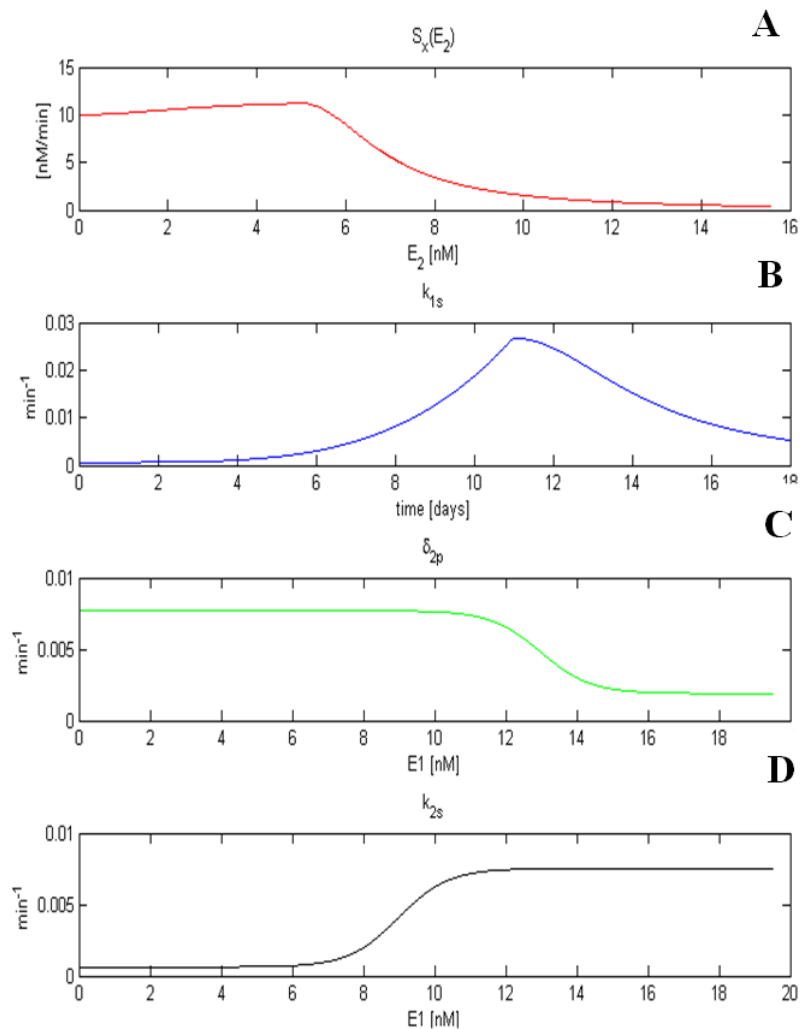 A
Sx(E2)
[nM/min]
15
10
5
0
0 2 4 6 8 10 12 14 16
E2 [nM]
B
k1s
min-1
0.03
0.02
0.01
0
0 2 4 6 8 10 12 14 16 18
time [days]
C
δ2p
min-1
0.01
0.005
0
0 2 4 6 8 10 12 14 16 18
E1 [nM]
D
k2s
min-1
0.01
0.005
0
0 2 4 6 8 10 12 14 16 18 20
E1 [nM]